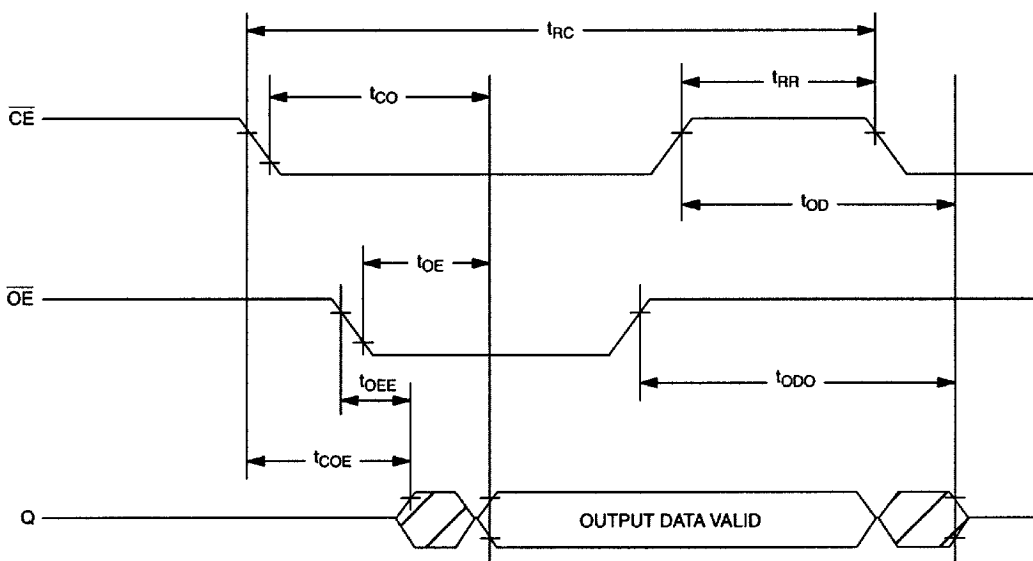 tRC
tRR
tCO
CE
tOD
tOE
OE
tODO
tOEE
tCOE
Q
OUTPUT DATA VALID